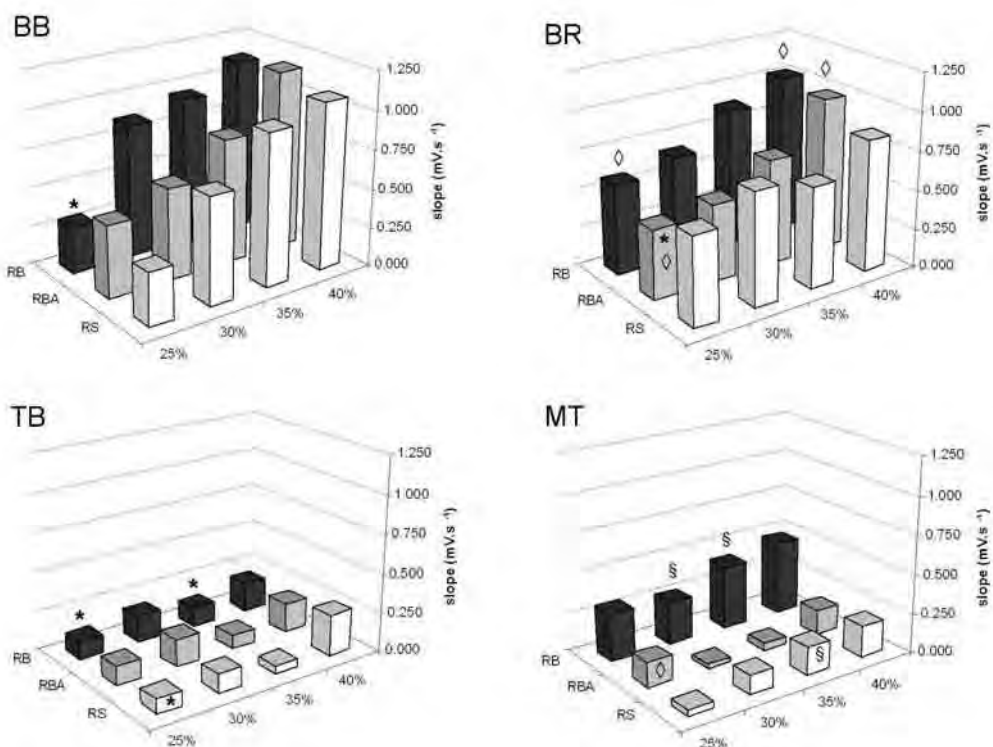 BB
1.250
1.000
0.750
0.500
0.250
0.000
slope (mV.s⁻¹)
*
RB
RBA
RS
25%
30%
35%
40%
BR
◊
◊
◊
*
◊
1.250
1.000
0.750
0.500
0.250
0.000
slope (mV.s⁻¹)
RB
RBA
RS
25%
30%
35%
40%
TB
1.250
1.000
0.750
0.500
0.250
0.000
slope (mV.s⁻¹)
*
*
*
RB
RBA
RS
25%
30%
35%
40%
MT
1.250
1.000
0.750
0.500
0.250
0.000
slope (mV.s⁻¹)
§
§
§
◊
RB
RBA
RS
25%
30%
35%
40%